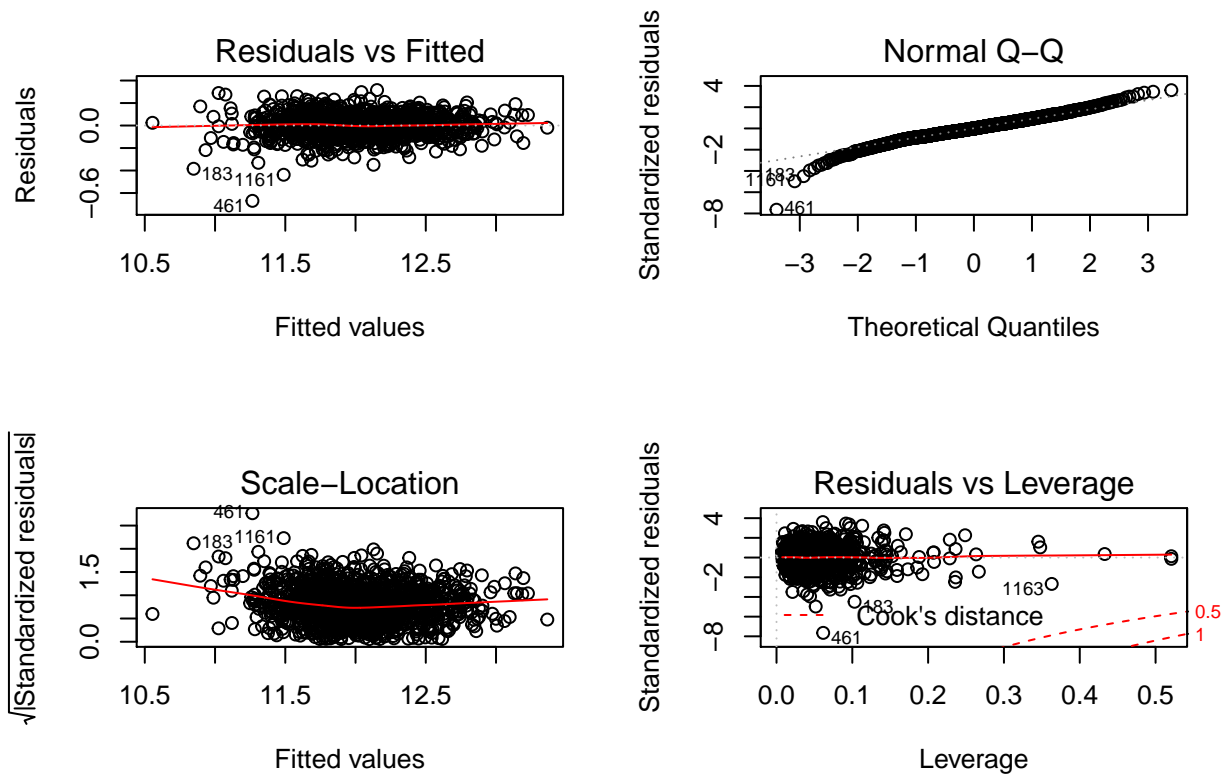 Residuals vs Fitted
Residuals
0.0
−0.6
183
1161
461
10.5 11.5 12.5
Fitted values
Normal Q−Q
Standardized residuals
4
−2
−8
183
1161
461
−3 −2 −1 0 1 2 3
Theoretical Quantiles
Scale−Location
√|Standardized residuals|
1.5
0.0
461
183
1161
10.5 11.5 12.5
Fitted values
Residuals vs Leverage
Standardized residuals
4
−2
−8
1163
183
Cook's distance
461
0.5
1
0.0 0.1 0.2 0.3 0.4 0.5
Leverage